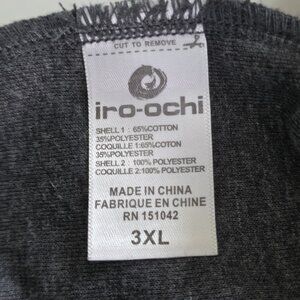 CUT TO REMOVE
iro-ochi
SHELL 1 : 65%COTTON
35%POLYESTER
COQUILLE 1:65%COTON
35%POLYESTER
SHELL 2 : 100% POLYESTER
COQUILLE 2:100% POLYESTER
MADE IN CHINA
FABRIQUE EN CHINE
RN 151042
3XL